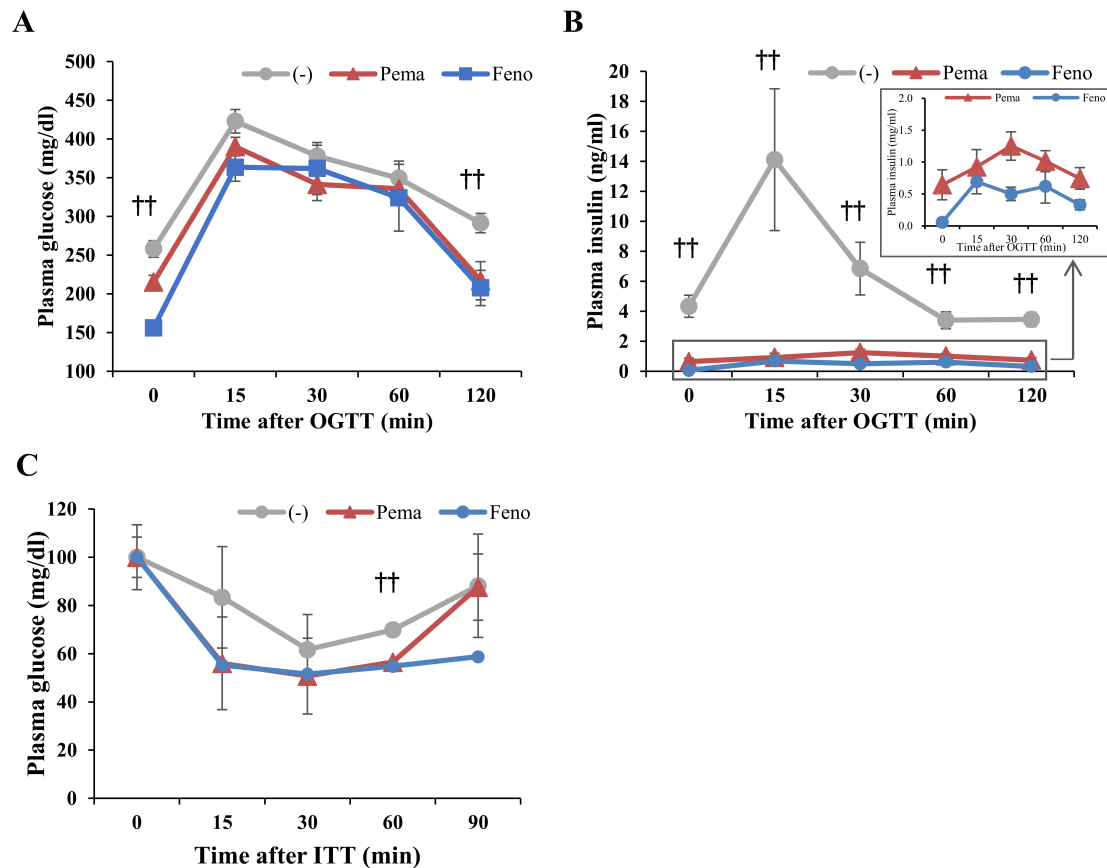 A
(-) Pema Feno
500
450
400
350
300
250
200
150
100
Plasma glucose (mg/dl)
††
††
0 15 30 60 120
Time after OGTT (min)
B
(-) Pema Feno
20
18
16
14
12
10
8
6
4
2
0
Plasma insulin (ng/ml)
††
††
††
††
††
0 15 30 60 120
Time after OGTT (min)
Pema Feno
2.0
1.5
1.0
0.5
0.0
Plasma insulin (mg/ml)
0 15 30 60 120
Time after OGTT (min)
C
(-) Pema Feno
120
100
80
60
40
20
0
Plasma glucose (mg/dl)
††
0 15 30 60 90
Time after ITT (min)